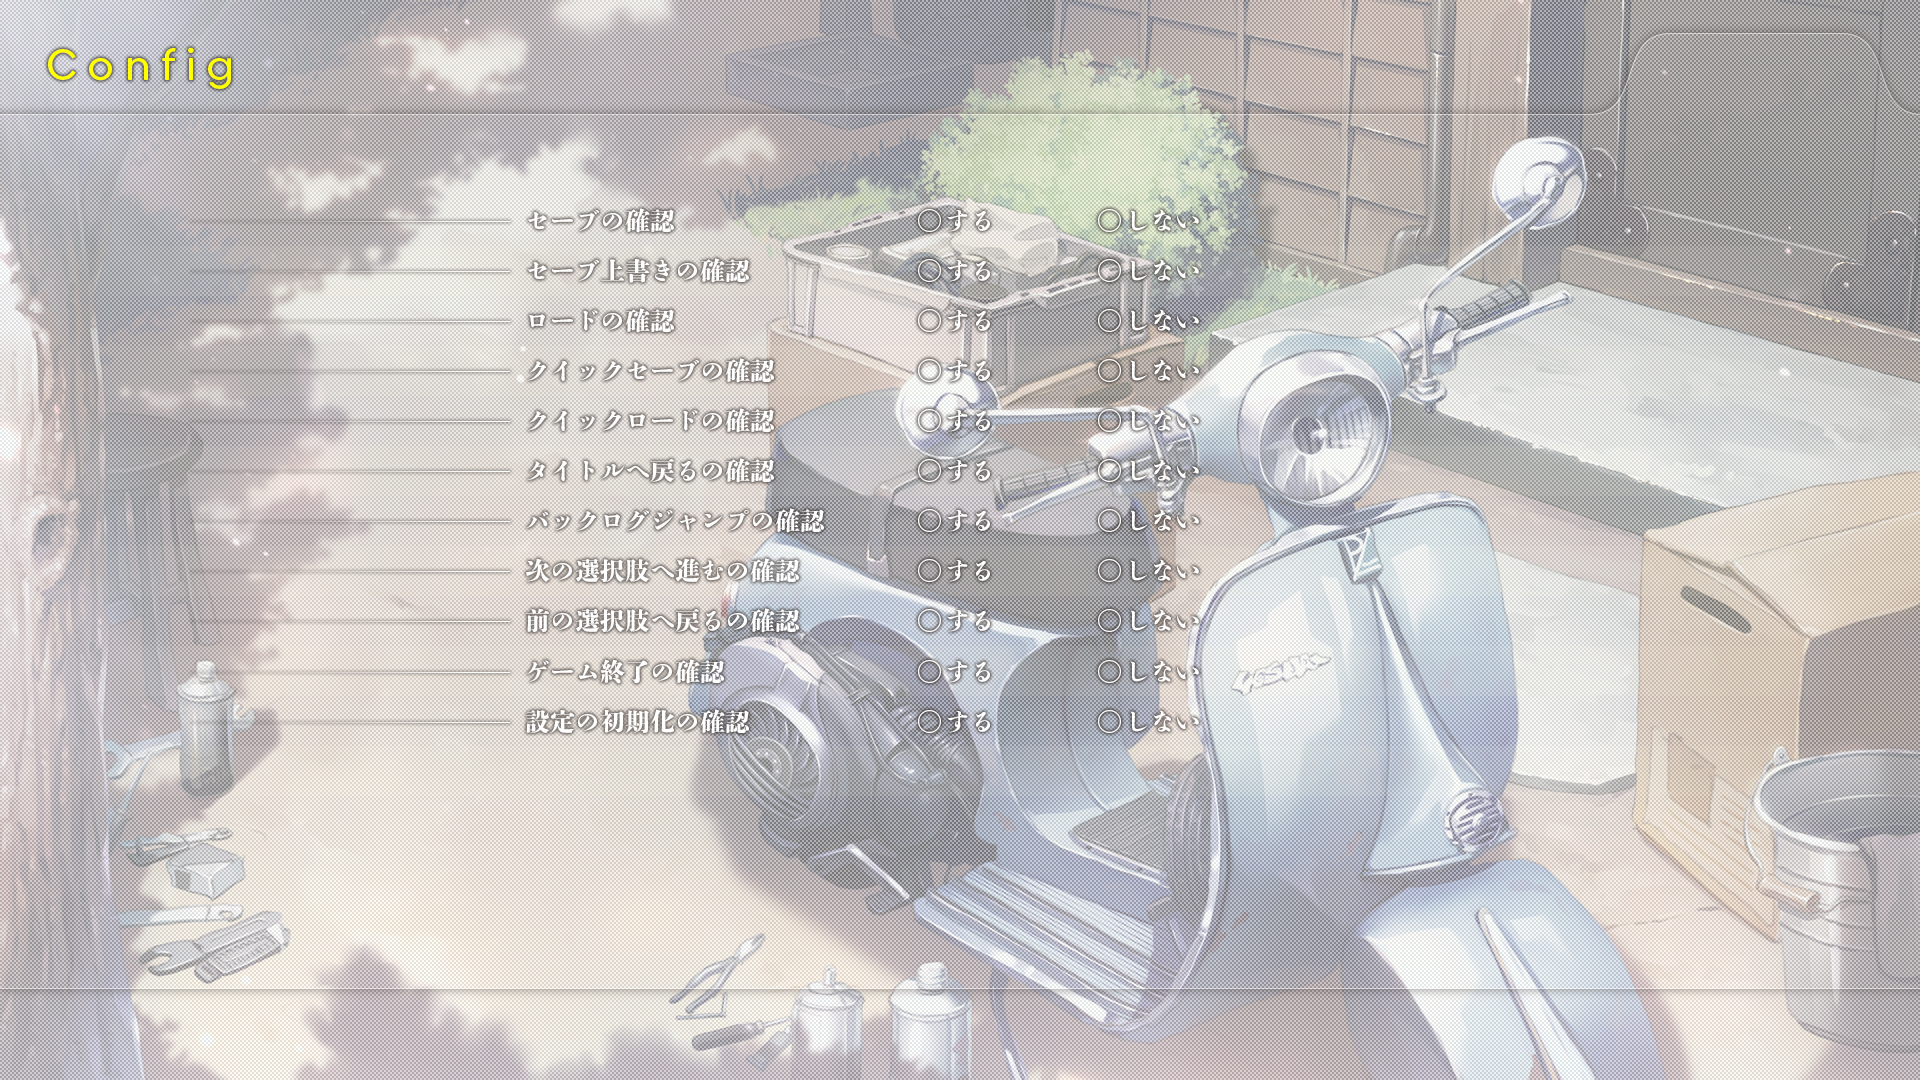 Config
セーブの確認 ○する ○しない
セーブ上書きの確認 ○する ○しない
ロードの確認 ○する ○しない
クイックセーブの確認 ○する ○しない
クイックロードの確認 ○する ○しない
タイトルへ戻るの確認 ○する ○しない
バックログジャンプの確認 ○する ○しない
次の選択肢へ進むの確認 ○する ○しない
前の選択肢へ戻るの確認 ○する ○しない
ゲーム終了の確認 ○する ○しない
設定の初期化の確認 ○する ○しない